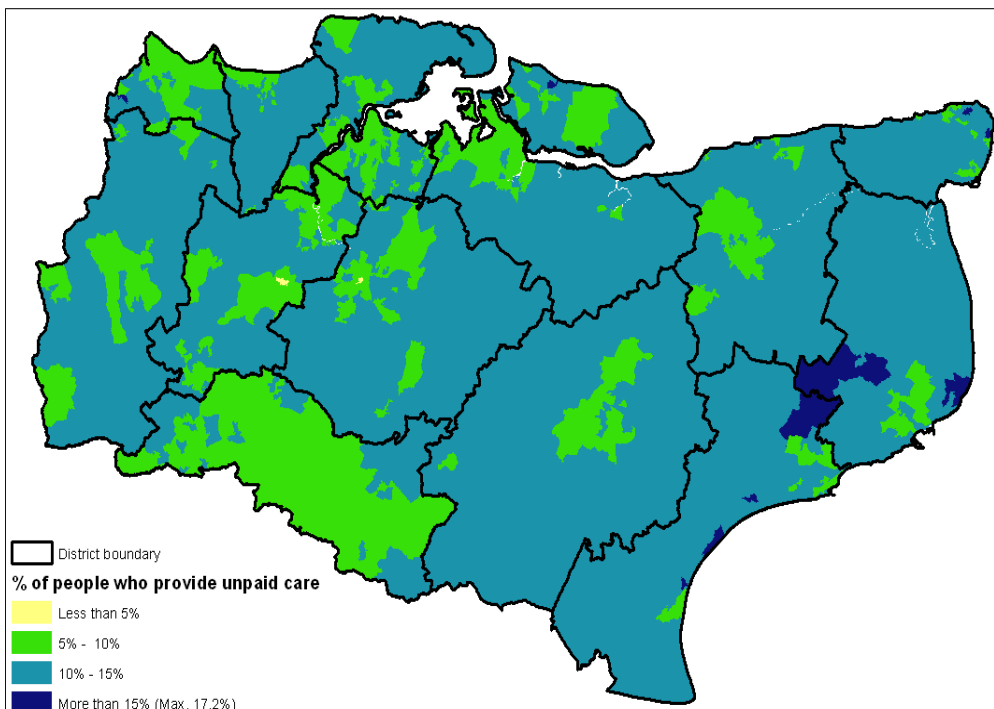 District boundary
% of people who provide unpaid care
Less than 5%
5% - 10%
10% - 15%
More than 15% (Max. 17.2%)